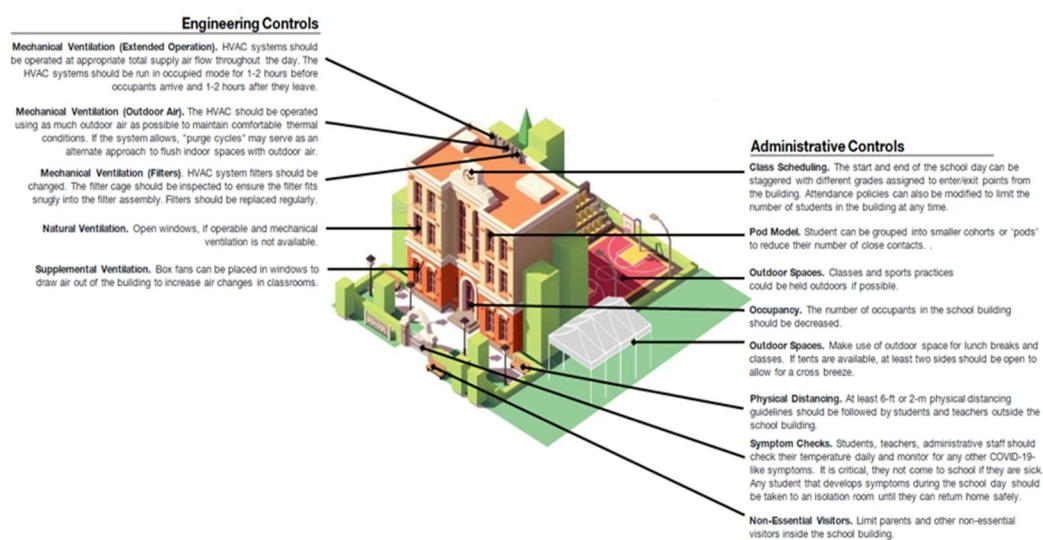 Engineering Controls
Mechanical Ventilation (Extended Operation). HVAC systems should
be operated at appropriate total supply air flow throughout the day. The
HVAC systems should be run in occupied mode for 1-2 hours before
occupants arrive and 1-2 hours after they leave.
Mechanical Ventilation (Outdoor Air). The HVAC should be operated
using as much outdoor air as possible to maintain comfortable thermal
conditions. If the system allows, "purge cycles" may serve as an
alternate approach to flush indoor spaces with outdoor air.
Mechanical Ventilation (Filters). HVAC system filters should be
changed. The filter cage should be inspected to ensure the filter fits
snugly into the filter assembly. Filters should be replaced regularly.
Natural Ventilation. Open windows, if operable and mechanical
ventilation is not available.
Supplemental Ventilation. Box fans can be placed in windows to
draw air out of the building to increase air changes in classrooms.
SCHOOL
Administrative Controls
Class Scheduling. The start and end of the school day can be
staggered with different grades assigned to enter/exit points from
the building. Attendance policies can also be modified to limit the
number of students in the building at any time.
Pod Model. Student can be grouped into smaller cohorts or 'pods'
to reduce their number of close contacts. .
Outdoor Spaces. Classes and sports practices
could be held outdoors if possible.
Occupancy. The number of occupants in the school building
should be decreased.
Outdoor Spaces. Make use of outdoor space for lunch breaks and
classes. If tents are available, at least two sides should be open to
allow for a cross breeze.
Physical Distancing. At least 6-ft or 2-m physical distancing
guidelines should be followed by students and teachers outside the
school building.
Symptom Checks. Students, teachers, administrative staff should
check their temperature daily and monitor for any other COVID-19-
like symptoms. It is critical, they not come to school if they are sick.
Any student that develops symptoms during the school day should
be taken to an isolation room until they can return home safely.
Non-Essential Visitors. Limit parents and other non-essential
visitors inside the school building.